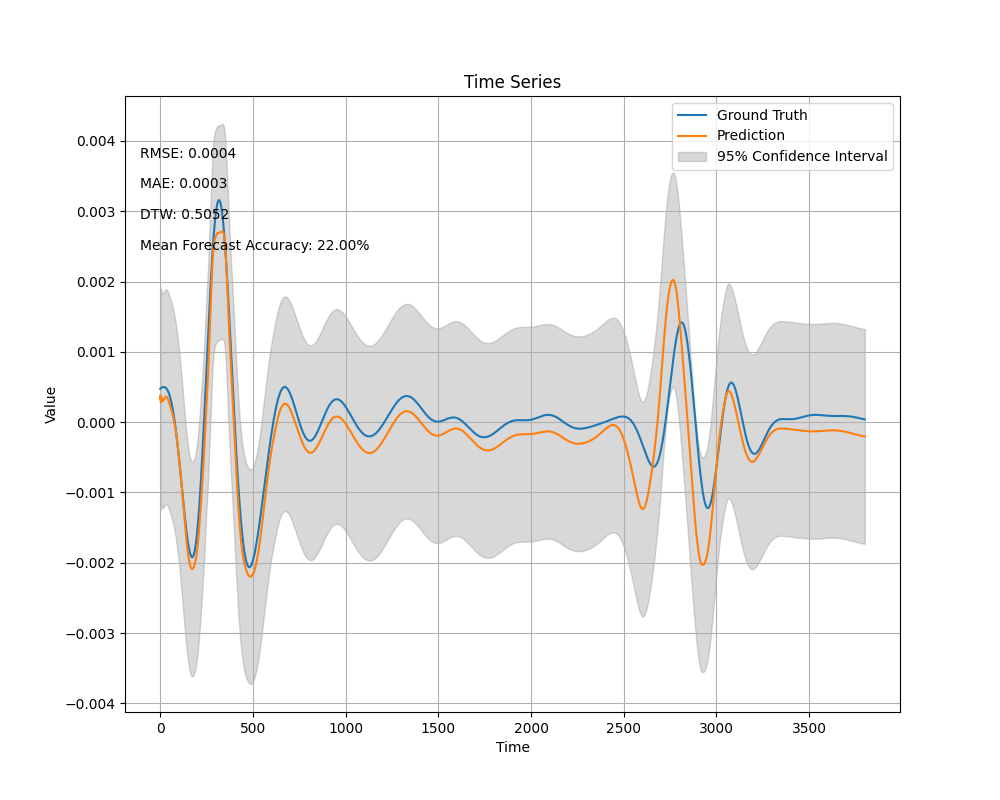 Time Series
Ground Truth
Prediction
95% Confidence Interval
RMSE: 0.0004
MAE: 0.0003
DTW: 0.5052
Mean Forecast Accuracy: 22.00%
Value
0.004
0.003
0.002
0.001
0.000
−0.001
−0.002
−0.003
−0.004
0 500 1000 1500 2000 2500 3000 3500
Time